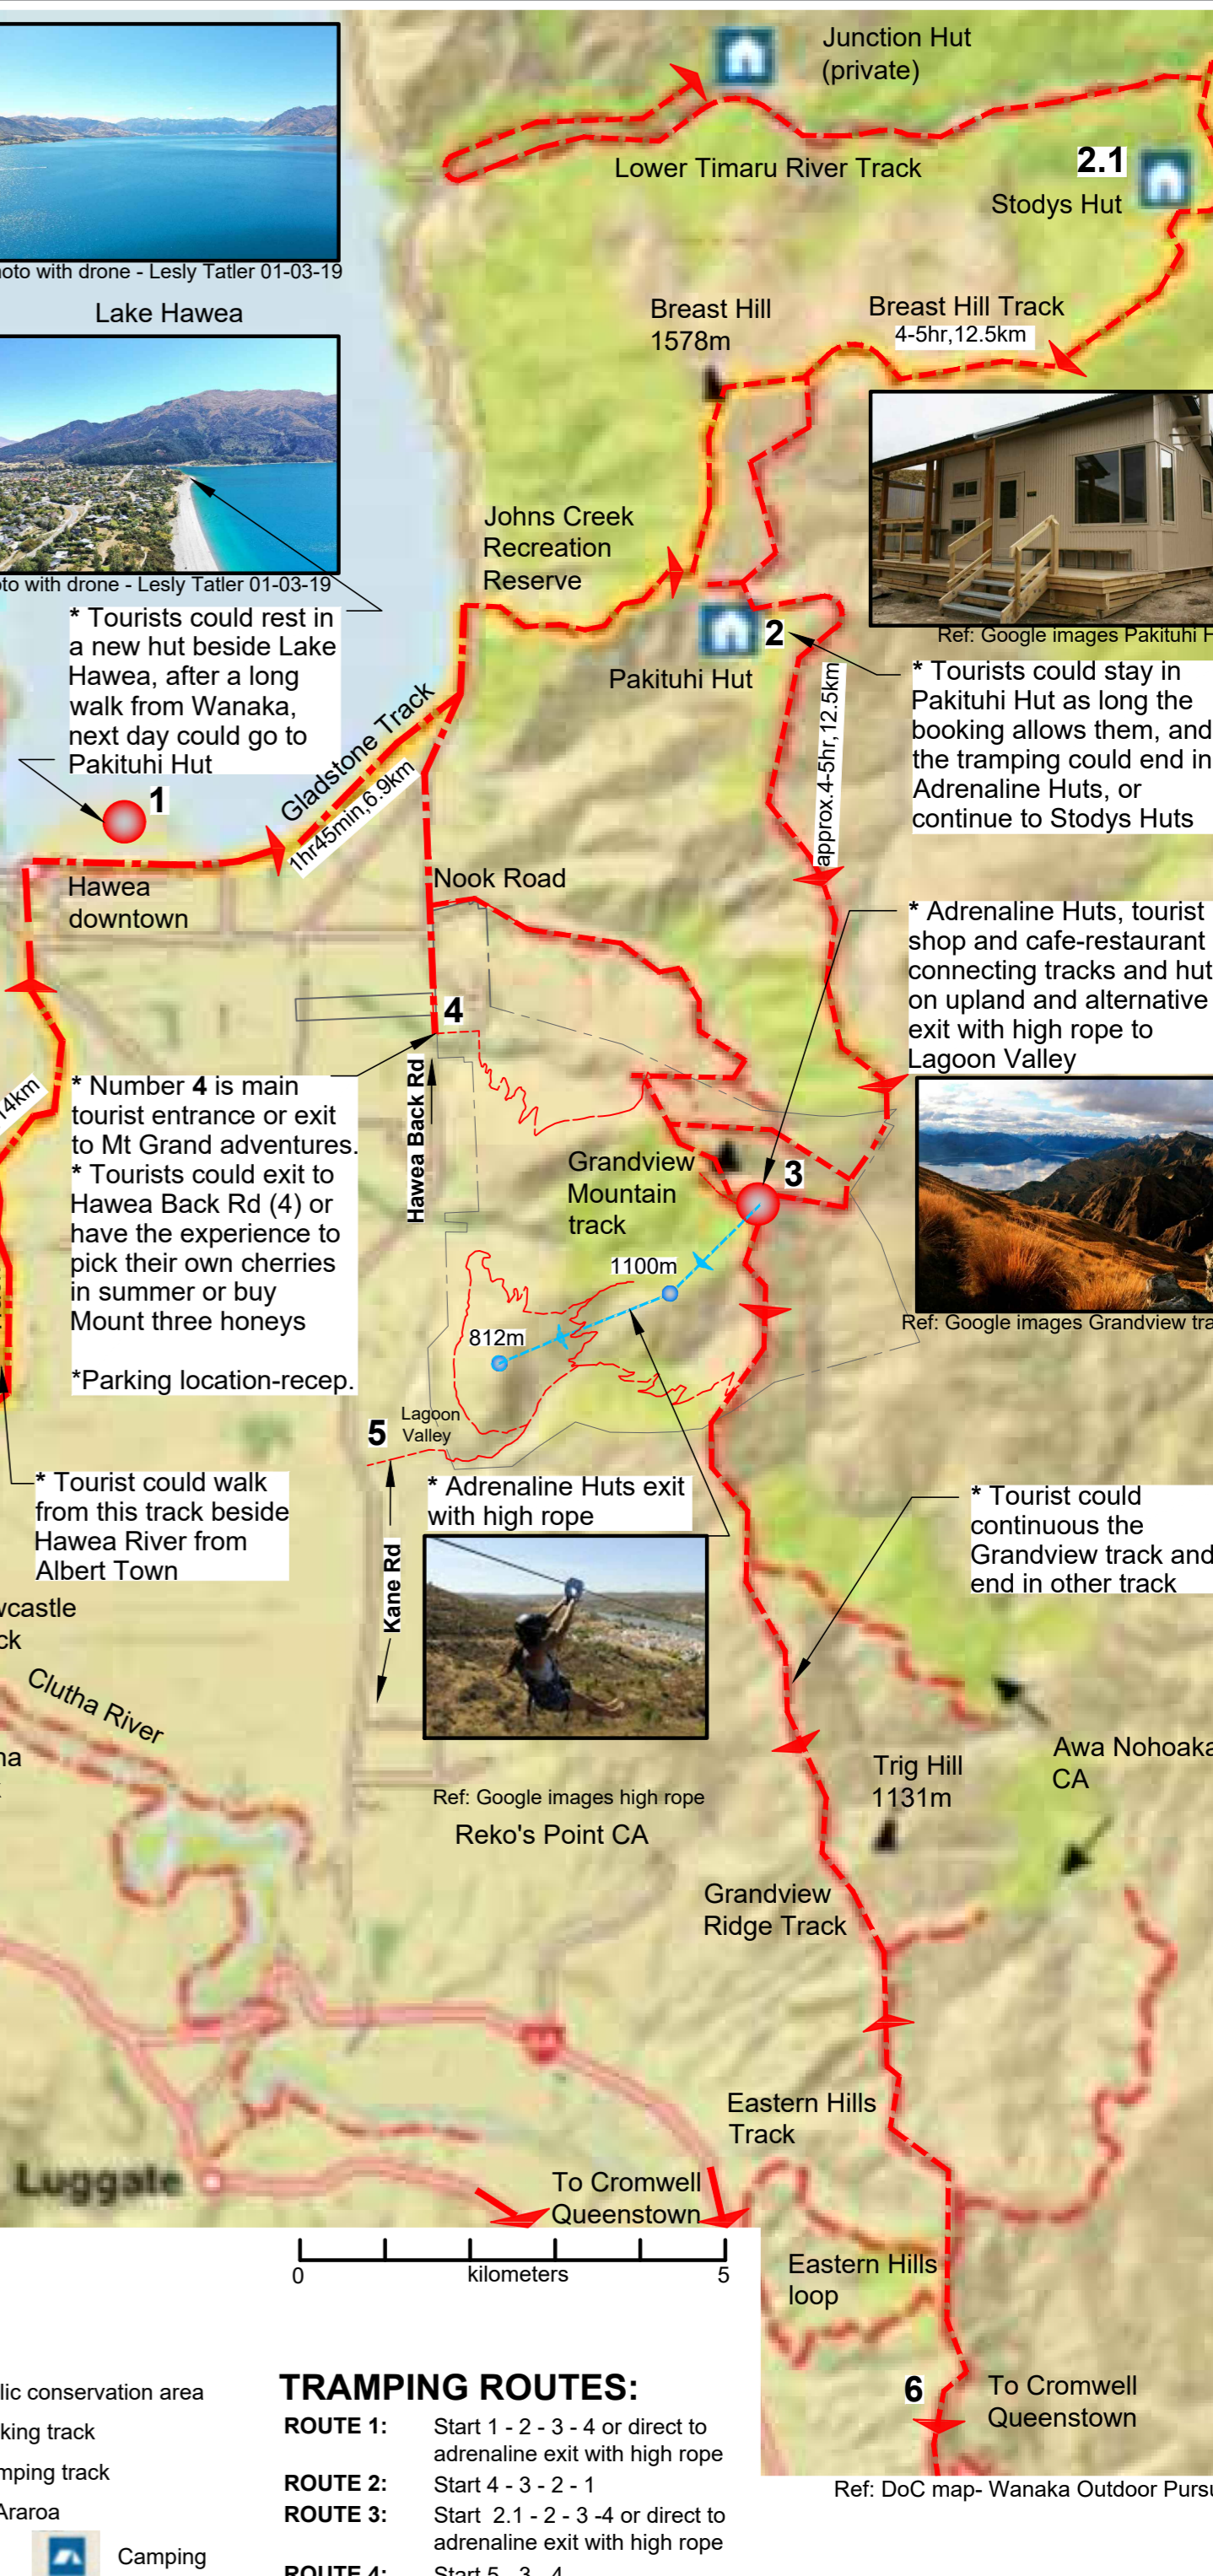 Junction Hut
(private)
Lower Timaru River Track
2.1
Stodys Hut
hoto with drone - Lesly Tatler 01-03-19
Lake Hawea
Breast Hill
1578m
Breast Hill Track
4-5hr,12.5km
oto with drone - Lesly Tatler 01-03-19
Johns Creek
Recreation
Reserve
* Tourists could rest in
a new hut beside Lake
Hawea, after a long
walk from Wanaka,
next day could go to
Pakituhi Hut
2
Pakituhi Hut
Ref: Google images Pakituhi H
* Tourists could stay in
Pakituhi Hut as long the
booking allows them, and
the tramping could end in
Adrenaline Huts, or
continue to Stodys Huts
approx.4-5hr,12.5km
Gladstone Track
1hr45min,6.9km
1
Hawea
downtown
Nook Road
* Adrenaline Huts, tourist
shop and cafe-restaurant
connecting tracks and hut
on upland and alternative
exit with high rope to
Lagoon Valley
4
Hawea Back Rd
14km
* Number 4 is main
tourist entrance or exit
to Mt Grand adventures.
* Tourists could exit to
Hawea Back Rd (4) or
have the experience to
pick their own cherries
in summer or buy
Mount three honeys
*Parking location-recep.
Grandview
Mountain
track
3
1100m
812m
Ref: Google images Grandview tra
5
Lagoon
Valley
Kane Rd
* Tourist could walk
from this track beside
Hawea River from
Albert Town
* Adrenaline Huts exit
with high rope
* Tourist could
continuous the
Grandview track and
end in other track
wcastle
ck
Clutha River
na
Ref: Google images high rope
Reko's Point CA
Trig Hill
1131m
Awa Nohoaka
CA
Grandview
Ridge Track
Eastern Hills
Track
Luggate
To Cromwell
Queenstown
0 kilometers 5
Eastern Hills
loop
6
To Cromwell
Queenstown
Ref: DoC map- Wanaka Outdoor Pursu
lic conservation area
king track
mping track
Araroa
Camping
TRAMPING ROUTES:
ROUTE 1: Start 1 - 2 - 3 - 4 or direct to
adrenaline exit with high rope
ROUTE 2: Start 4 - 3 - 2 - 1
ROUTE 3: Start 2.1 - 2 - 3 -4 or direct to
adrenaline exit with high rope
ROUTE 4: Start 5 - 3 - 4